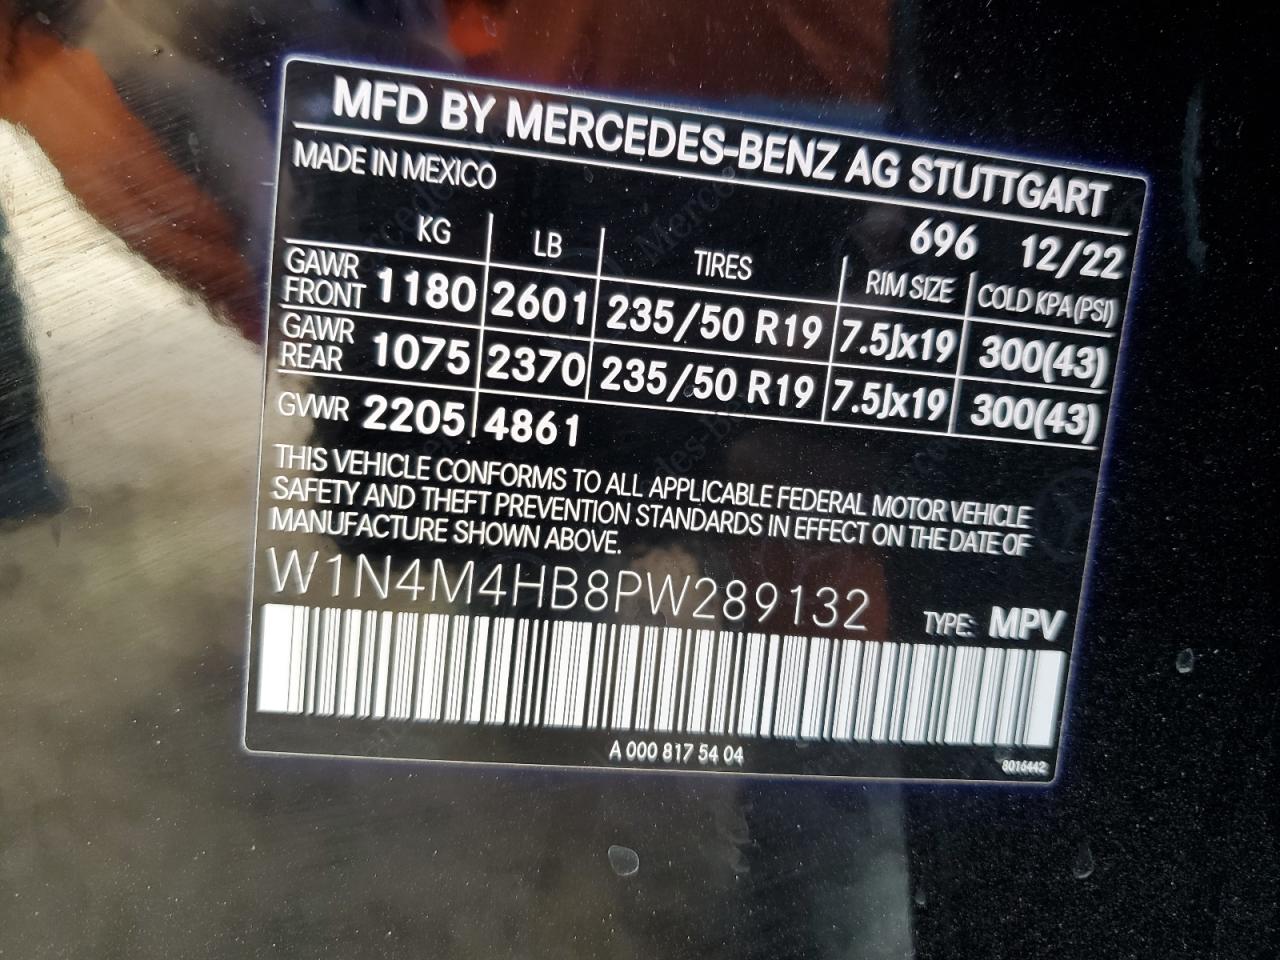 MFD BY MERCEDES-BENZ AG STUTTGART
MADE IN MEXICO
696 12/22
KG LB TIRES RIM SIZE COLD KPA(PSI)
GAWR FRONT 1180 2601 235/50 R19 7.5Jx19 300(43)
GAWR REAR 1075 2370 235/50 R19 7.5Jx19 300(43)
GVWR 2205 4861
THIS VEHICLE CONFORMS TO ALL APPLICABLE FEDERAL MOTOR VEHICLE
SAFETY AND THEFT PREVENTION STANDARDS IN EFFECT ON THE DATE OF
MANUFACTURE SHOWN ABOVE.
W1N4M4HB8PW289132 TYPE: MPV
A 000 817 54 04
8016442